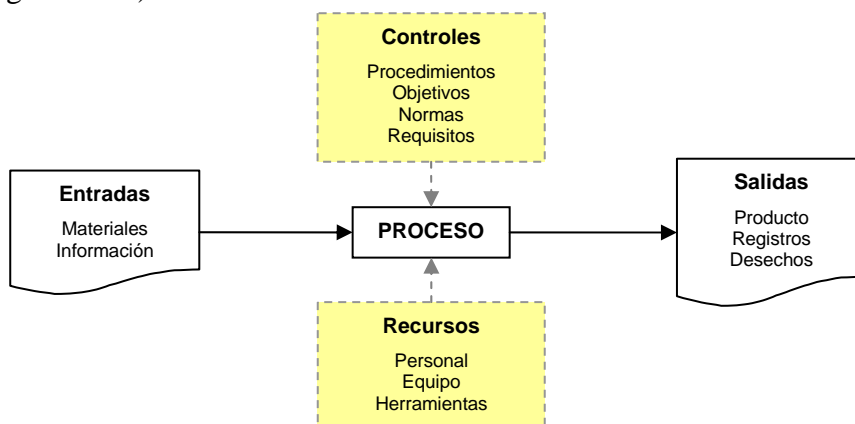 Controles
Procedimientos
Objetivos
Normas
Requisitos
Entradas
Materiales
Información
PROCESO
Salidas
Producto
Registros
Desechos
Recursos
Personal
Equipo
Herramientas